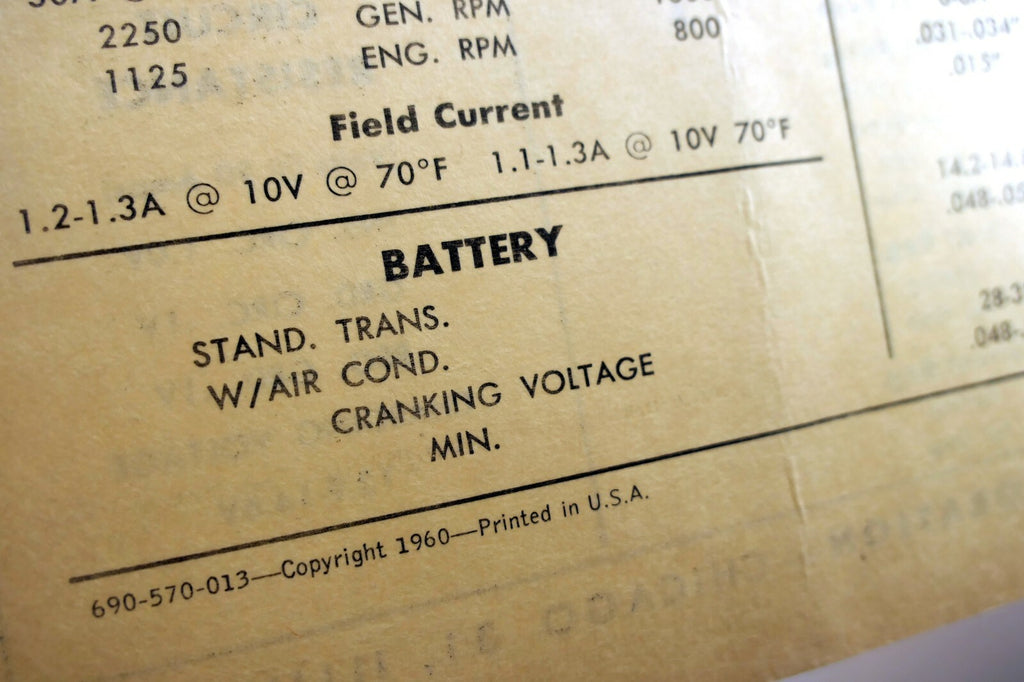 2250 GEN. RPM
1125 ENG. RPM 800
Field Current
1.2-1.3A @ 10V @ 70°F 1.1-1.3A @ 10V 70°F
BATTERY
STAND. TRANS.
W/AIR COND.
CRANKING VOLTAGE
MIN.
690-570-013—Copyright 1960—Printed in U.S.A.
.031-.034"
.015"